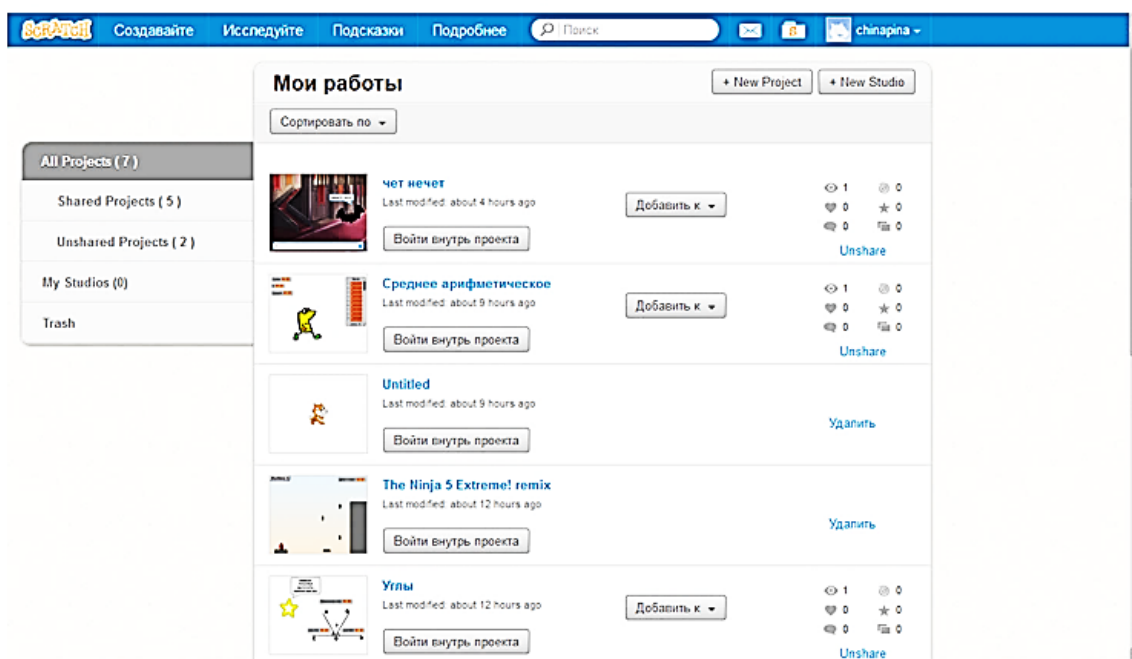 SCRATCH Создавайте Исследуйте Подсказки Подробнее Поиск 8 chinapina
Мои работы + New Project + New Studio
Сортировать по
All Projects ( 7 )
Shared Projects ( 5 )
Unshared Projects ( 2 )
My Studios (0)
Trash
чет нечет
Last modified: about 4 hours ago
Добавить к
Войти внутрь проекта
1 0
0 0
0 0
Unshare
Среднее арифметическое
Last modified: about 9 hours ago
Добавить к
Войти внутрь проекта
1 0
0 0
0 0
Unshare
Untitled
Last modified: about 9 hours ago
Войти внутрь проекта
Удалить
The Ninja 5 Extreme! remix
Last modified: about 12 hours ago
Войти внутрь проекта
Удалить
Углы
Last modified: about 12 hours ago
Добавить к
Войти внутрь проекта
1 0
0 0
0 0
Unshare